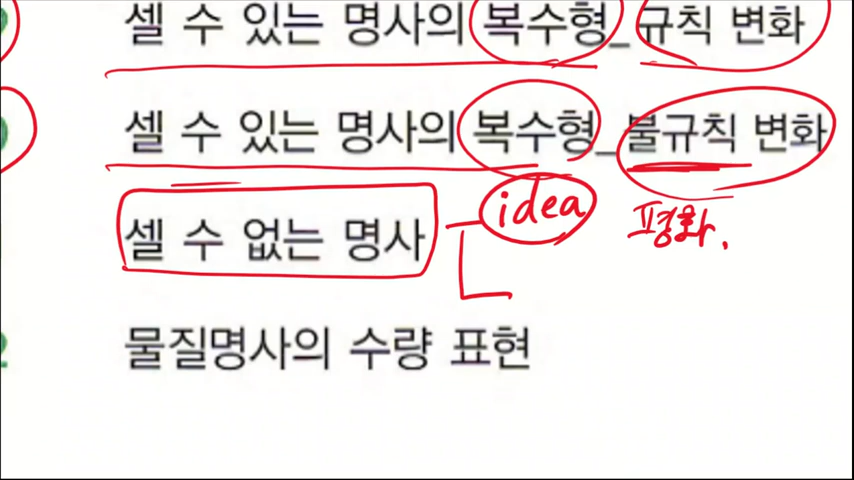 셀 수 있는 명사의 복수형_규칙 변화
셀 수 있는 명사의 복수형_불규칙 변화
idea
평화.
셀 수 없는 명사
물질명사의 수량 표현